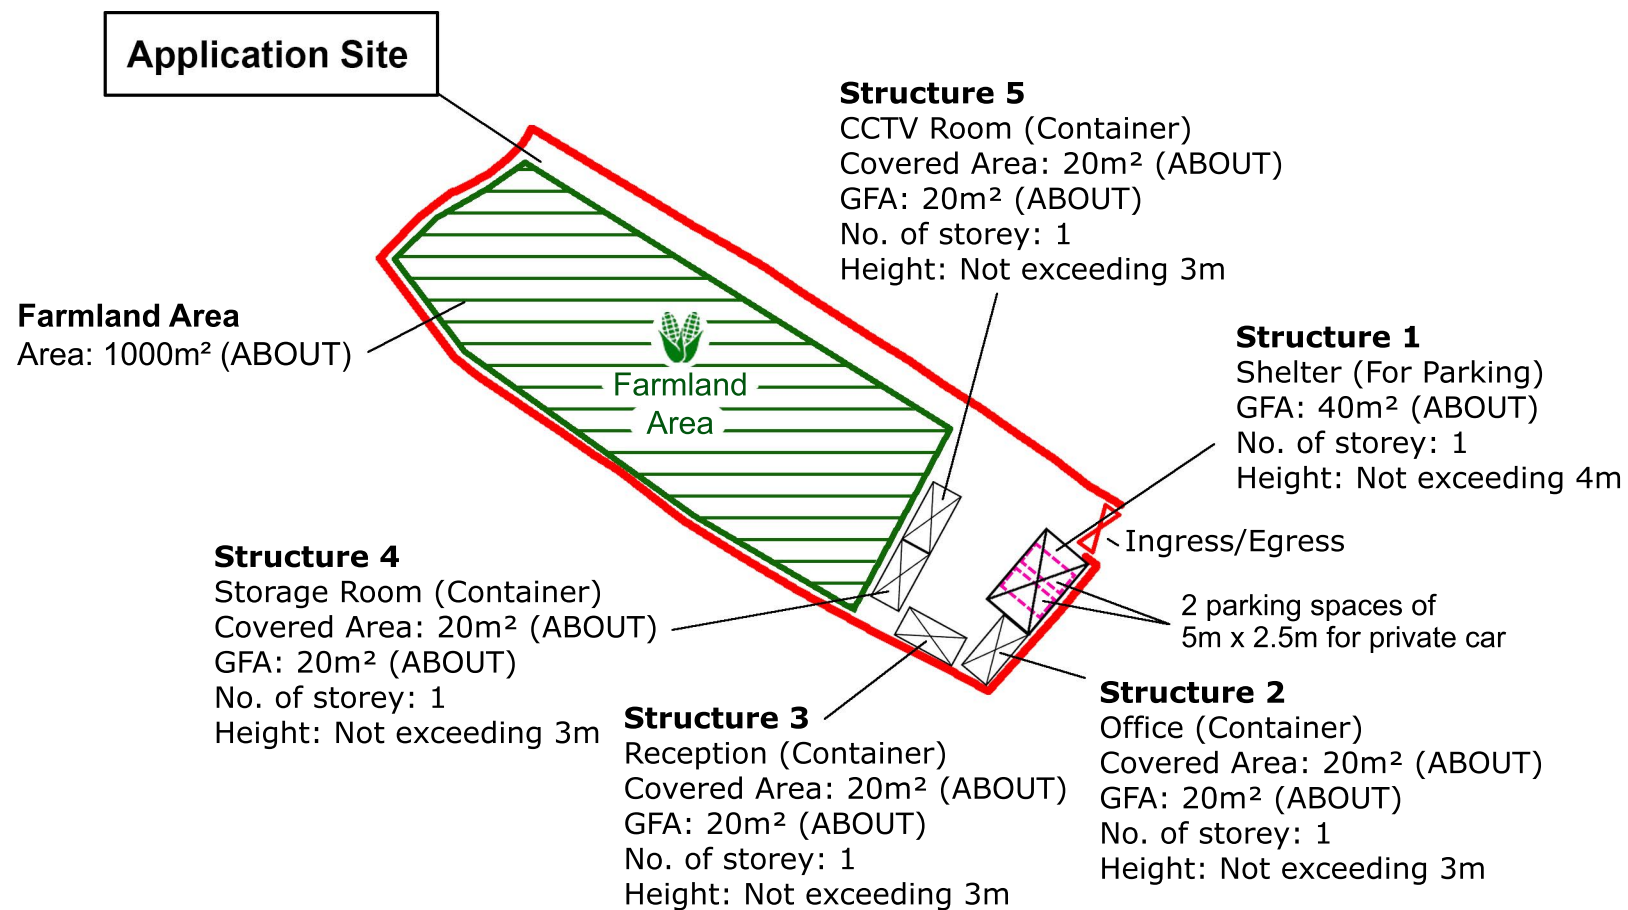 Application Site
Structure 5
CCTV Room (Container)
Covered Area: 20m² (ABOUT)
GFA: 20m² (ABOUT)
No. of storey: 1
Height: Not exceeding 3m
Farmland Area
Area: 1000m² (ABOUT)
Farmland
Area
Structure 1
Shelter (For Parking)
GFA: 40m² (ABOUT)
No. of storey: 1
Height: Not exceeding 4m
Ingress/Egress
2 parking spaces of
5m x 2.5m for private car
Structure 4
Storage Room (Container)
Covered Area: 20m² (ABOUT)
GFA: 20m² (ABOUT)
No. of storey: 1
Height: Not exceeding 3m
Structure 3
Reception (Container)
Covered Area: 20m² (ABOUT)
GFA: 20m² (ABOUT)
No. of storey: 1
Height: Not exceeding 3m
Structure 2
Office (Container)
Covered Area: 20m² (ABOUT)
GFA: 20m² (ABOUT)
No. of storey: 1
Height: Not exceeding 3m